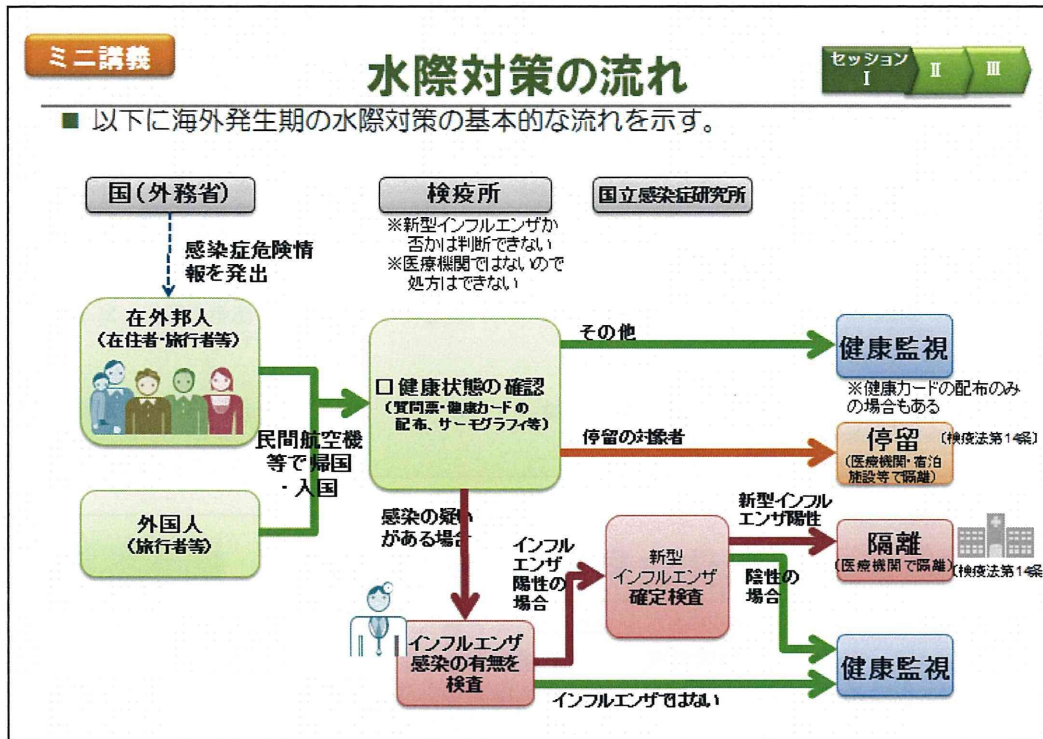 ミニ講義
水際対策の流れ
セッション
Ⅰ
Ⅱ
Ⅲ
■ 以下に海外発生期の水際対策の基本的な流れを示す。
国(外務省)
検疫所
国立感染症研究所
※新型インフルエンザか
否かは判断できない
※医療機関ではないので
処方はできない
感染症危険情
報を発出
在外邦人
(在住者・旅行者等)
民間航空機
等で帰国
・入国
外国人
(旅行者等)
□健康状態の確認
(質問票・健康カードの
配布、サーモグラフィ等)
その他
健康監視
※健康カードの配布のみ
の場合もある
停留の対象者
停留
(医療機関・宿泊
施設等で隔離)
〔検疫法第14条〕
感染の疑い
がある場合
インフルエンザ
感染の有無を
検査
インフル
エンザ
陽性の
場合
新型
インフルエンザ
確定検査
新型インフル
エンザ陽性
隔離
(医療機関で隔離)
〔検疫法第14条〕
陰性の
場合
インフルエンザではない
健康監視